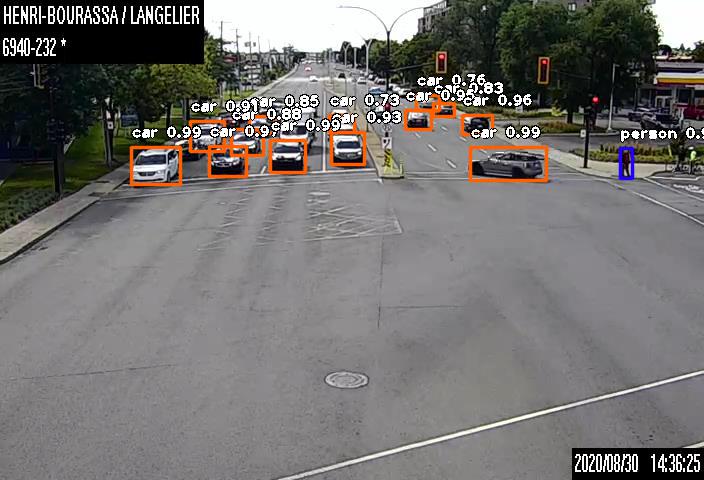 HENRI-BOURASSA / LANGELIER
6940-232 *
car 0.76
car 0.83
car 0.96
car 0.85
car 0.73
car 0.88
car 0.93
car 0.99
car 0.99
car 0.99
person 0.9
2020/08/30 14:36:25